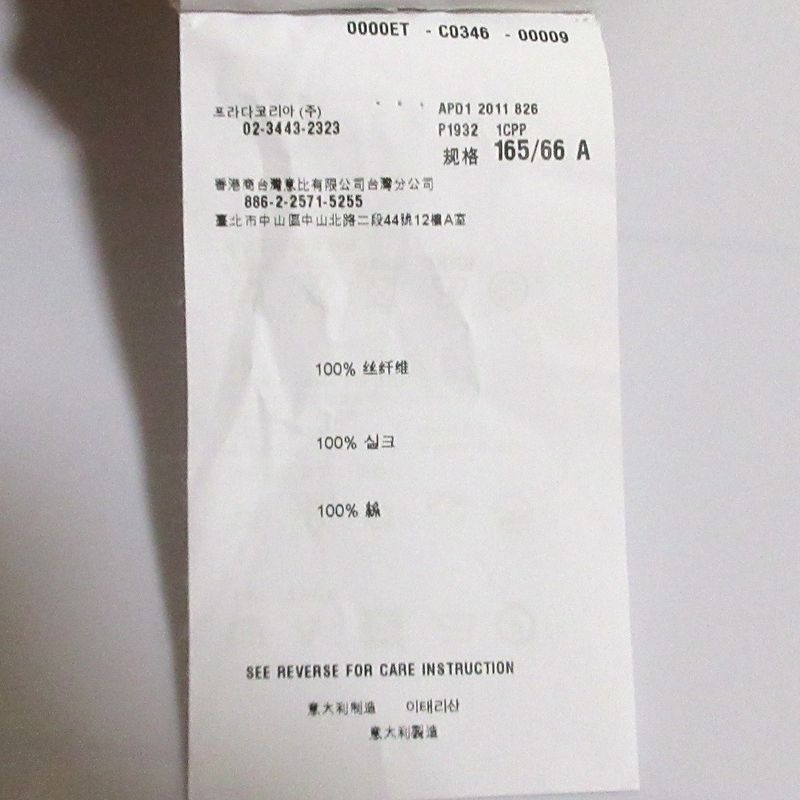 0000ET - C0346 - 00009
프라다코리아 (주)
02-3443-2323
APD1 2011 826
P1932 1CPP
规格 165/66 A
香港商台灣意比有限公司台灣分公司
886-2-2571-5255
臺北市中山區中山北路二段44號12樓A室
100% 丝纤维
100% 실크
100% 絲
SEE REVERSE FOR CARE INSTRUCTION
意大利制造 이태리산
意大利製造